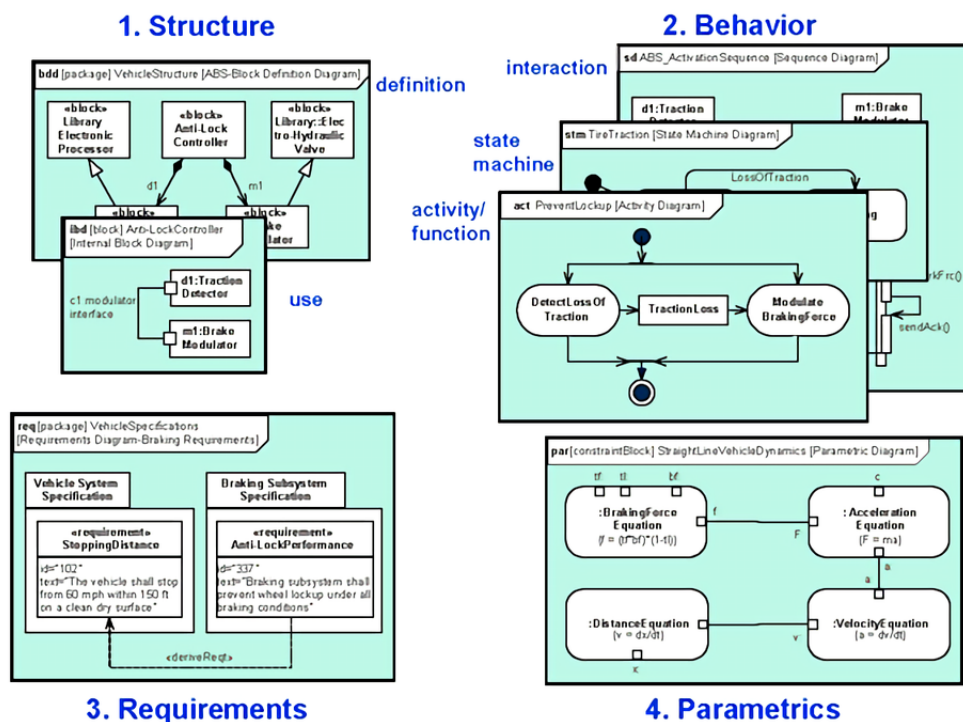 1. Structure
bdd [package] VehicleStructure [ABS-Block Definition Diagram]
definition
«block»
Library
Electronic
Processor
«block»
Anti-Lock
Controller
«block»
Library::Elec
tro-Hydraulic
Valve
d1
m1
«block»
«block»
ibd [block] Anti-LockController
[Internal Block Diagram]
use
d1:Traction
Detector
c1 modulator
interface
m1:Brake
Modulator
2. Behavior
interaction
sd ABS_ActivationSequence [Sequence Diagram]
d1:Traction
m1:Brake
state
machine
stm TireTraction [State Machine Diagram]
LossOfTraction
activity/
function
act PreventLockup [Activity Diagram]
DetectLossOf
Traction
TractionLoss
Modulate
BrakingForce
sendAck()
req [package] VehicleSpecifications
[Requirements Diagram-Braking Requirements]
Vehicle System
Specification
Braking Subsystem
Specification
«requirement»
StoppingDistance
id="102"
text="The vehicle shall stop
from 60 mph within 150 ft
on a clean dry surface"
«requirement»
Anti-LockPerformance
id="337"
text="Braking subsystem shall
prevent wheel lockup under all
braking conditions"
«deriveReqt»
3. Requirements
par [constraintBlock] StraightLineVehicleDynamics [Parametric Diagram]
tf
tl
bf
c
:BrakingForce
Equation
{f = (tf*bf)*(1-tl)}
f
F
:Acceleration
Equation
{F = ma}
a
a
:DistanceEquation
{v = dx/dt}
v
:VelocityEquation
{a = dv/dt}
x
4. Parametrics